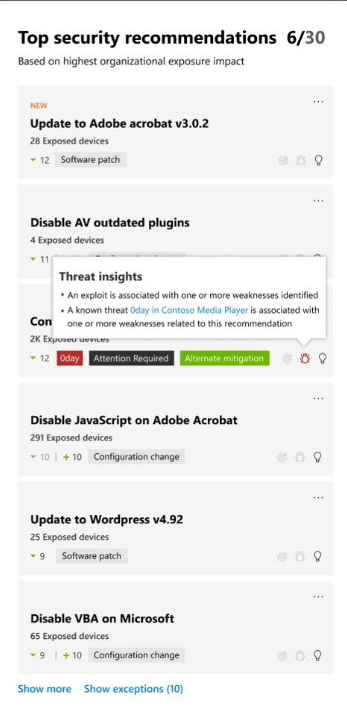 Top security recommendations 6/30
Based on highest organizational exposure impact
NEW
Update to Adobe acrobat v3.0.2
28 Exposed devices
12 Software patch
Disable AV outdated plugins
4 Exposed devices
11
Threat insights
• An exploit is associated with one or more weaknesses identified
• A known threat 0day in Contoso Media Player is associated with
one or more weaknesses related to this recommendation
Con
2K Exposed devices
12 0day Attention Required Alternate mitigation
Disable JavaScript on Adobe Acrobat
291 Exposed devices
10 | + 10 Configuration change
Update to Wordpress v4.92
25 Exposed devices
9 Software patch
Disable VBA on Microsoft
65 Exposed devices
9 | + 10 Configuration change
Show more Show exceptions (10)